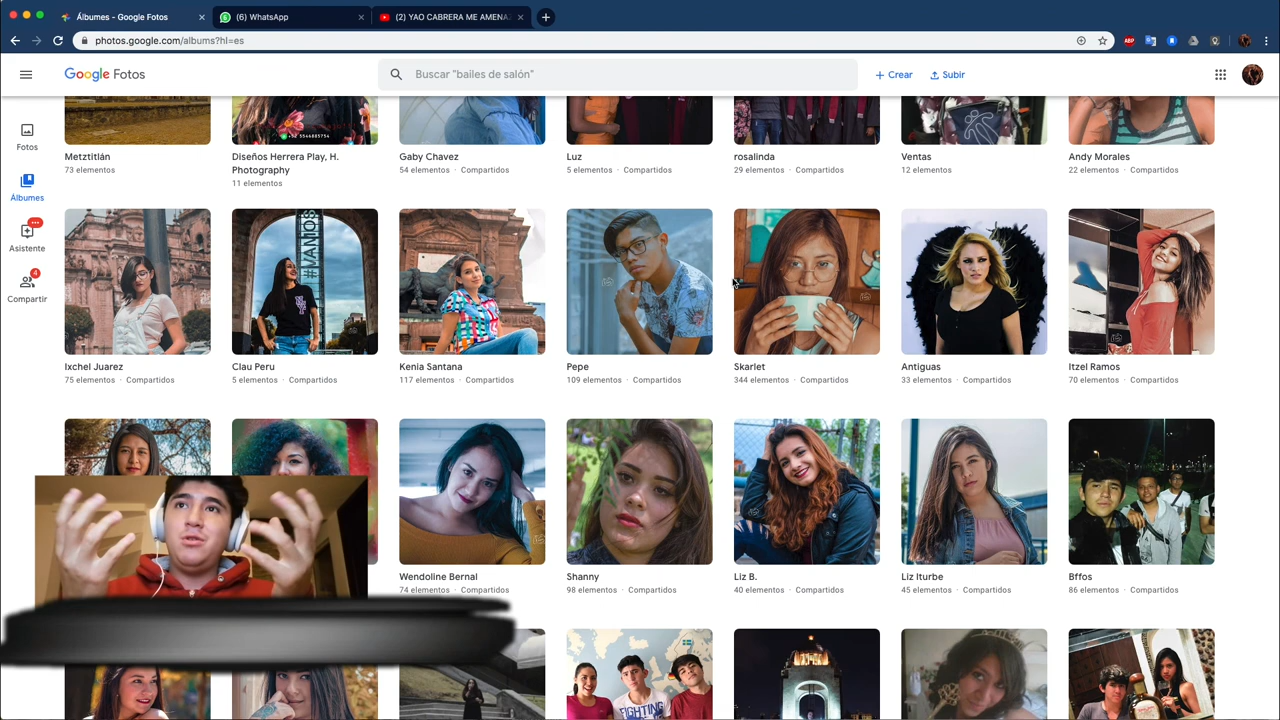 Álbumes - Google Fotos
(6) WhatsApp
(2) YAO CABRERA ME AMENAZ
photos.google.com/albums?hl=es
ABP
Google Fotos
Buscar "bailes de salón"
Crear
Subir
Fotos
Álbumes
Asistente
4
Compartir
Metztitlán
73 elementos
Diseños Herrera Play, H. Photography
11 elementos
Gaby Chavez
54 elementos · Compartidos
Luz
5 elementos · Compartidos
rosalinda
29 elementos · Compartidos
Ventas
12 elementos
Andy Morales
22 elementos · Compartidos
Ixchel Juarez
75 elementos · Compartidos
Clau Peru
5 elementos · Compartidos
Kenia Santana
117 elementos · Compartidos
Pepe
109 elementos · Compartidos
Skarlet
344 elementos · Compartidos
Antiguas
33 elementos · Compartidos
Itzel Ramos
70 elementos · Compartidos
Wendoline Bernal
74 elementos · Compartidos
Shanny
98 elementos · Compartidos
Liz B.
40 elementos · Compartidos
Liz Iturbe
45 elementos · Compartidos
Bffos
86 elementos · Compartidos
FIGHTING